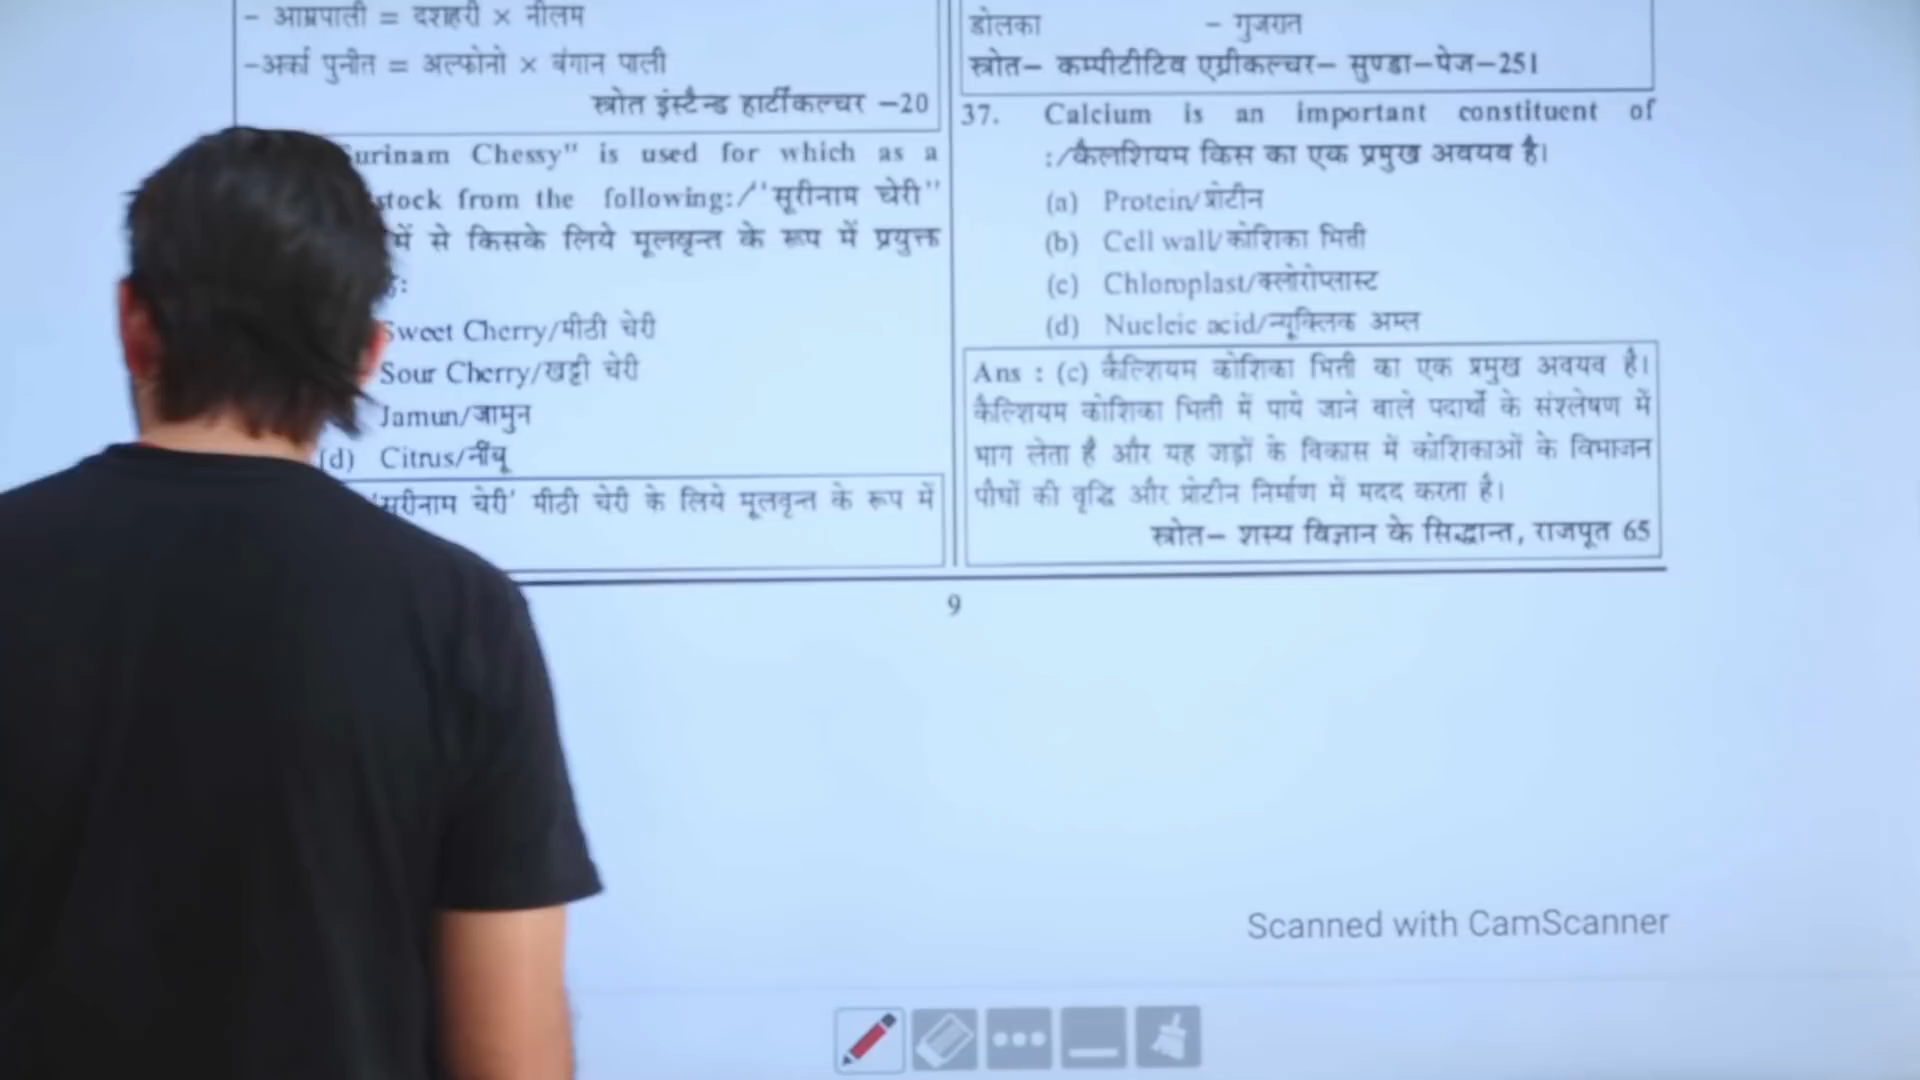 - आम्रपाली = दशहरी × नीलम
-अर्का पुनीत = अल्फोनो × बंगान पाली
स्त्रोत इंस्टैन्ड हार्टीकल्चर -20
urinam Chessy" is used for which as a
stock from the following:/"सूरीनाम चेरी"
में से किसके लिये मूलवृन्त के रूप में प्रयुक्त
:
Sweet Cherry/मीठी चेरी
Sour Cherry/खट्टी चेरी
Jamun/जामुन
(d) Citrus/नींबू
'सूरीनाम चेरी' मीठी चेरी के लिये मूलवृन्त के रूप में
डोलका - गुजरात
स्त्रोत- कम्पीटीटिव एग्रीकल्चर- मुण्डा-पेज-251
37. Calcium is an important constituent of
:/कैलशियम किस का एक प्रमुख अवयव है।
(a) Protein/प्रोटीन
(b) Cell wall/कोशिका भित्ती
(c) Chloroplast/क्लोरोप्लास्ट
(d) Nucleic acid/न्यूक्लिक अम्ल
Ans : (c) कैल्शियम कोशिका भित्ती का एक प्रमुख अवयव है।
कैल्शियम कोशिका भित्ती में पाये जाने वाले पदार्थों के संश्लेषण में
भाग लेता है और यह जड़ों के विकास में कोशिकाओं के विभाजन
पौधों की वृद्धि और प्रोटीन निर्माण में मदद करता है।
स्त्रोत- शस्य विज्ञान के सिद्धान्त, राजपूत 65
9
Scanned with CamScanner